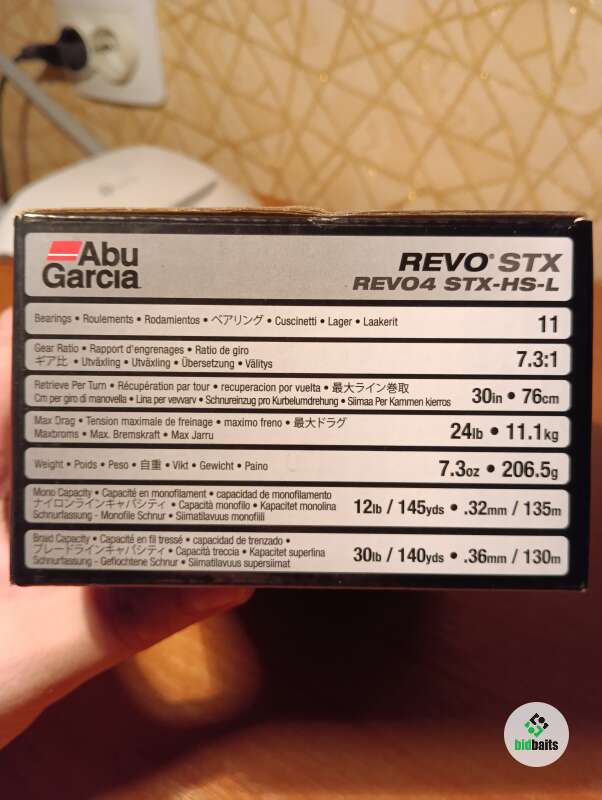 Abu
Garcia
REVO® STX
REVO4 STX-HS-L
Bearings • Roulements • Rodamientos • ベアリング • Cuscinetti • Lager • Laakerit
11
Gear Ratio • Rapport d'engrenages • Ratio de giro
ギア比 • Utväxling • Utväxling • Übersetzung • Välitys
7.3:1
Retrieve Per Turn • Récupération par tour • recuperacion por vuelta • 最大ライン巻取
Cm per giro di manovella • Lina per vevvarv • Schnureinzug pro Kurbelumdrehung • Siimaa Per Kammen kierros
30in • 76cm
Max Drag • Tension maximale de freinage • maximo freno • 最大ドラグ
Maxbroms • Max. Bremskraft • Max Jarru
24lb • 11.1kg
Weight • Poids • Peso • 自重 • Vikt • Gewicht • Paino
7.3oz • 206.5g
Mono Capacity • Capacité en monofilament • capacidad de monofilamento
ナイロンラインキャパシティ • Capacità monofilo • Kapacitet monolina
Schnurfassung - Monofile Schnur • Siimatilavuus monofiili
12lb / 145yds • .32mm / 135m
Braid Capacity • Capacité en fil tressé • capacidad de trenzado •
ブレードラインキャパシティ • Capacità treccia • Kapacitet superlina
Schnurfassung - Geflochtene Schnur • Siimatilavuus supersiimat
30lb / 140yds • .36mm / 130m
bidbaits